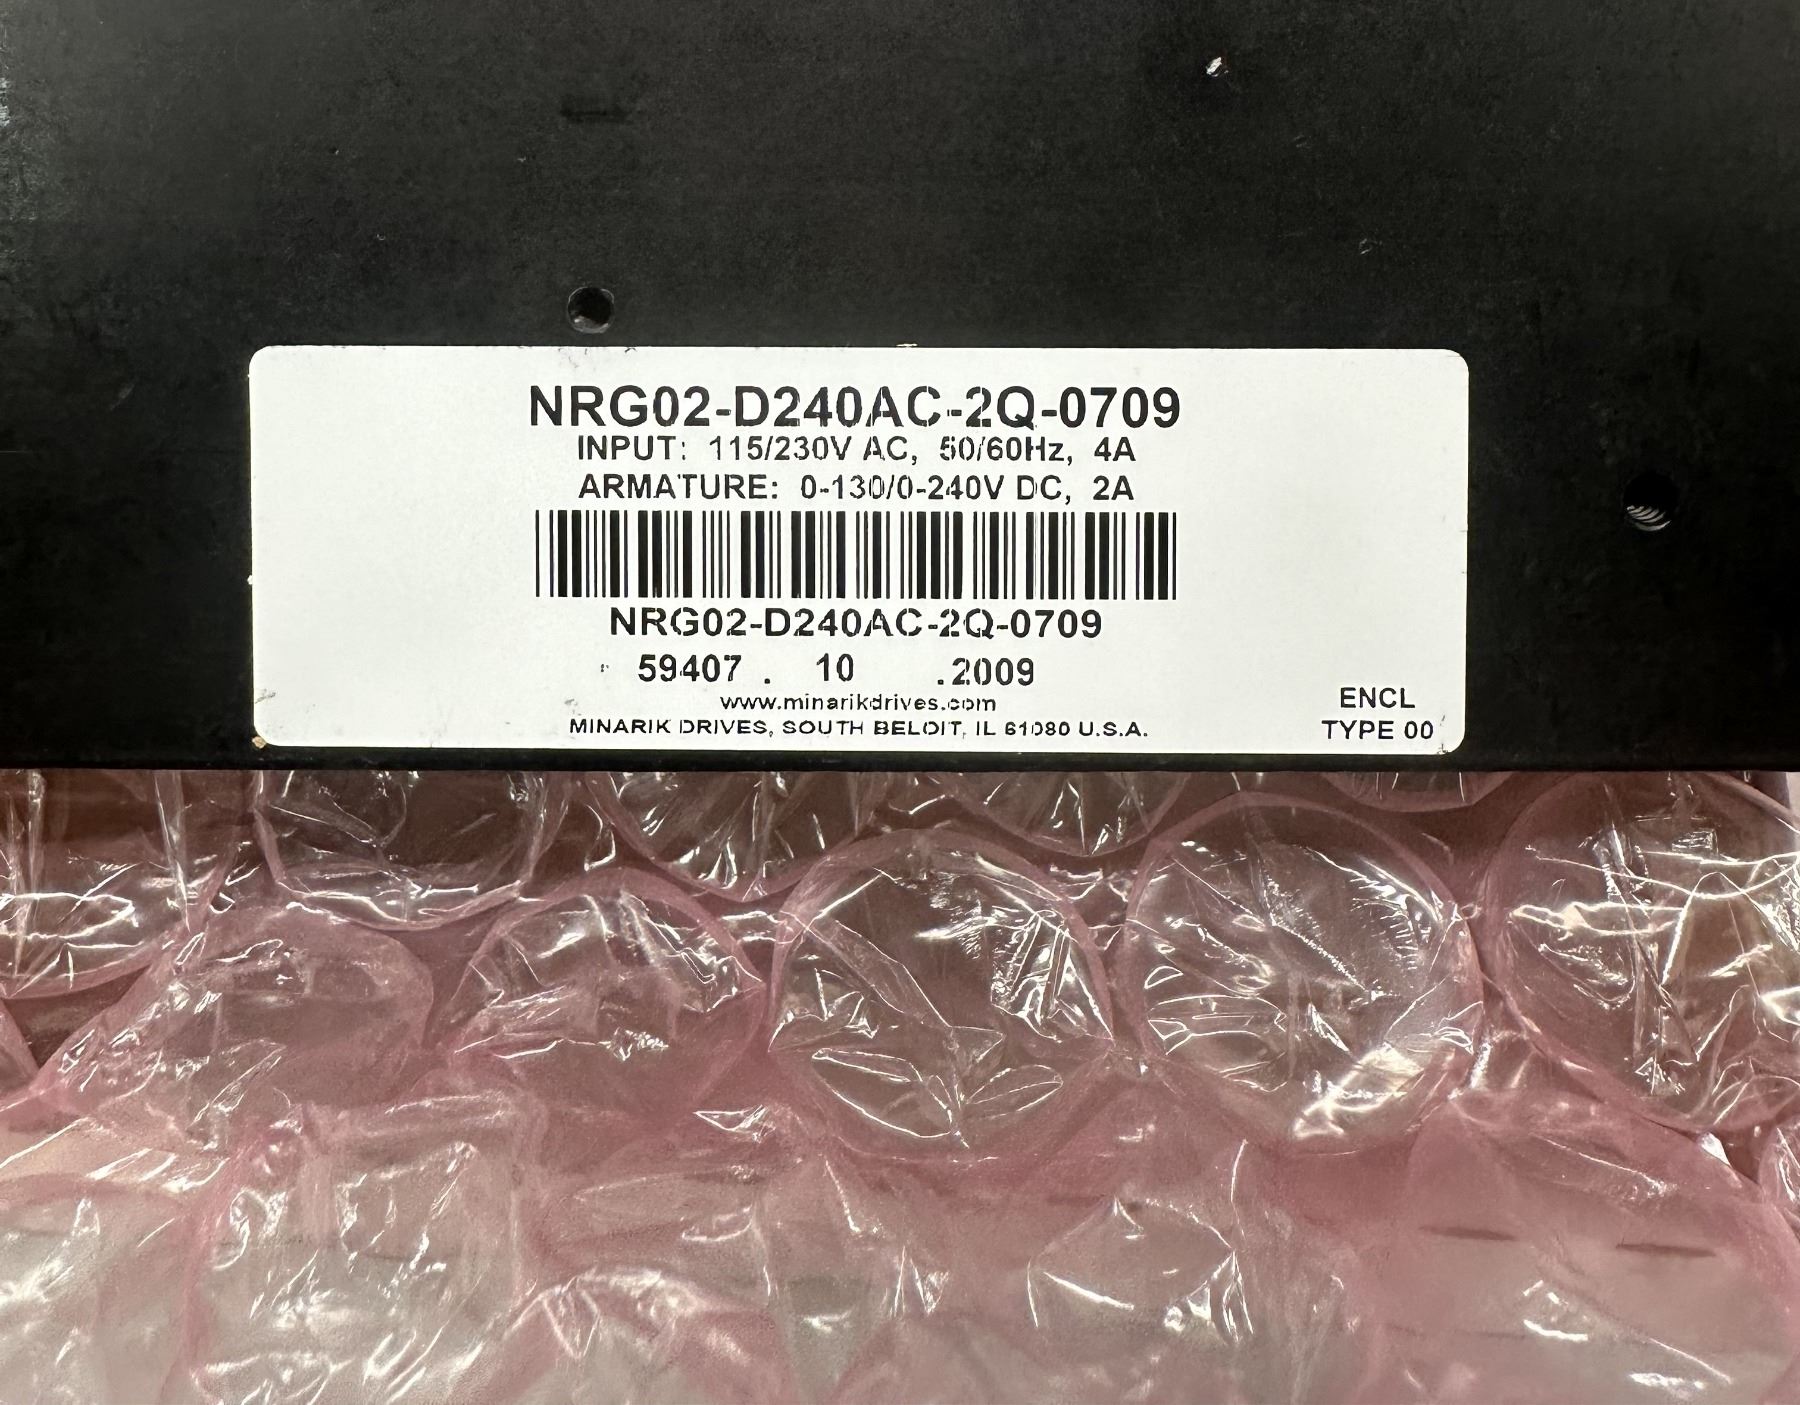 NRG02-D240AC-2Q-0709
INPUT: 115/230V AC, 50/60Hz, 4A
ARMATURE: 0-130/0-240V DC, 2A
NRG02-D240AC-2Q-0709
59407 . 10 .2009
www.minarikdrives.com
MINARIK DRIVES, SOUTH BELOIT, IL 61080 U.S.A.
ENCL
TYPE 00